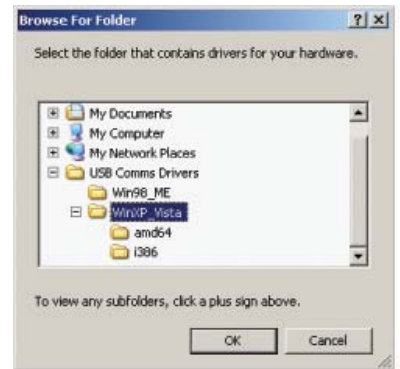 Browse For Folder
Select the folder that contains drivers for your hardware.
My Documents
My Computer
My Network Places
USB Comms Drivers
Win98_ME
WinXP_Vista
amd64
i386
To view any subfolders, click a plus sign above.
OK Cancel